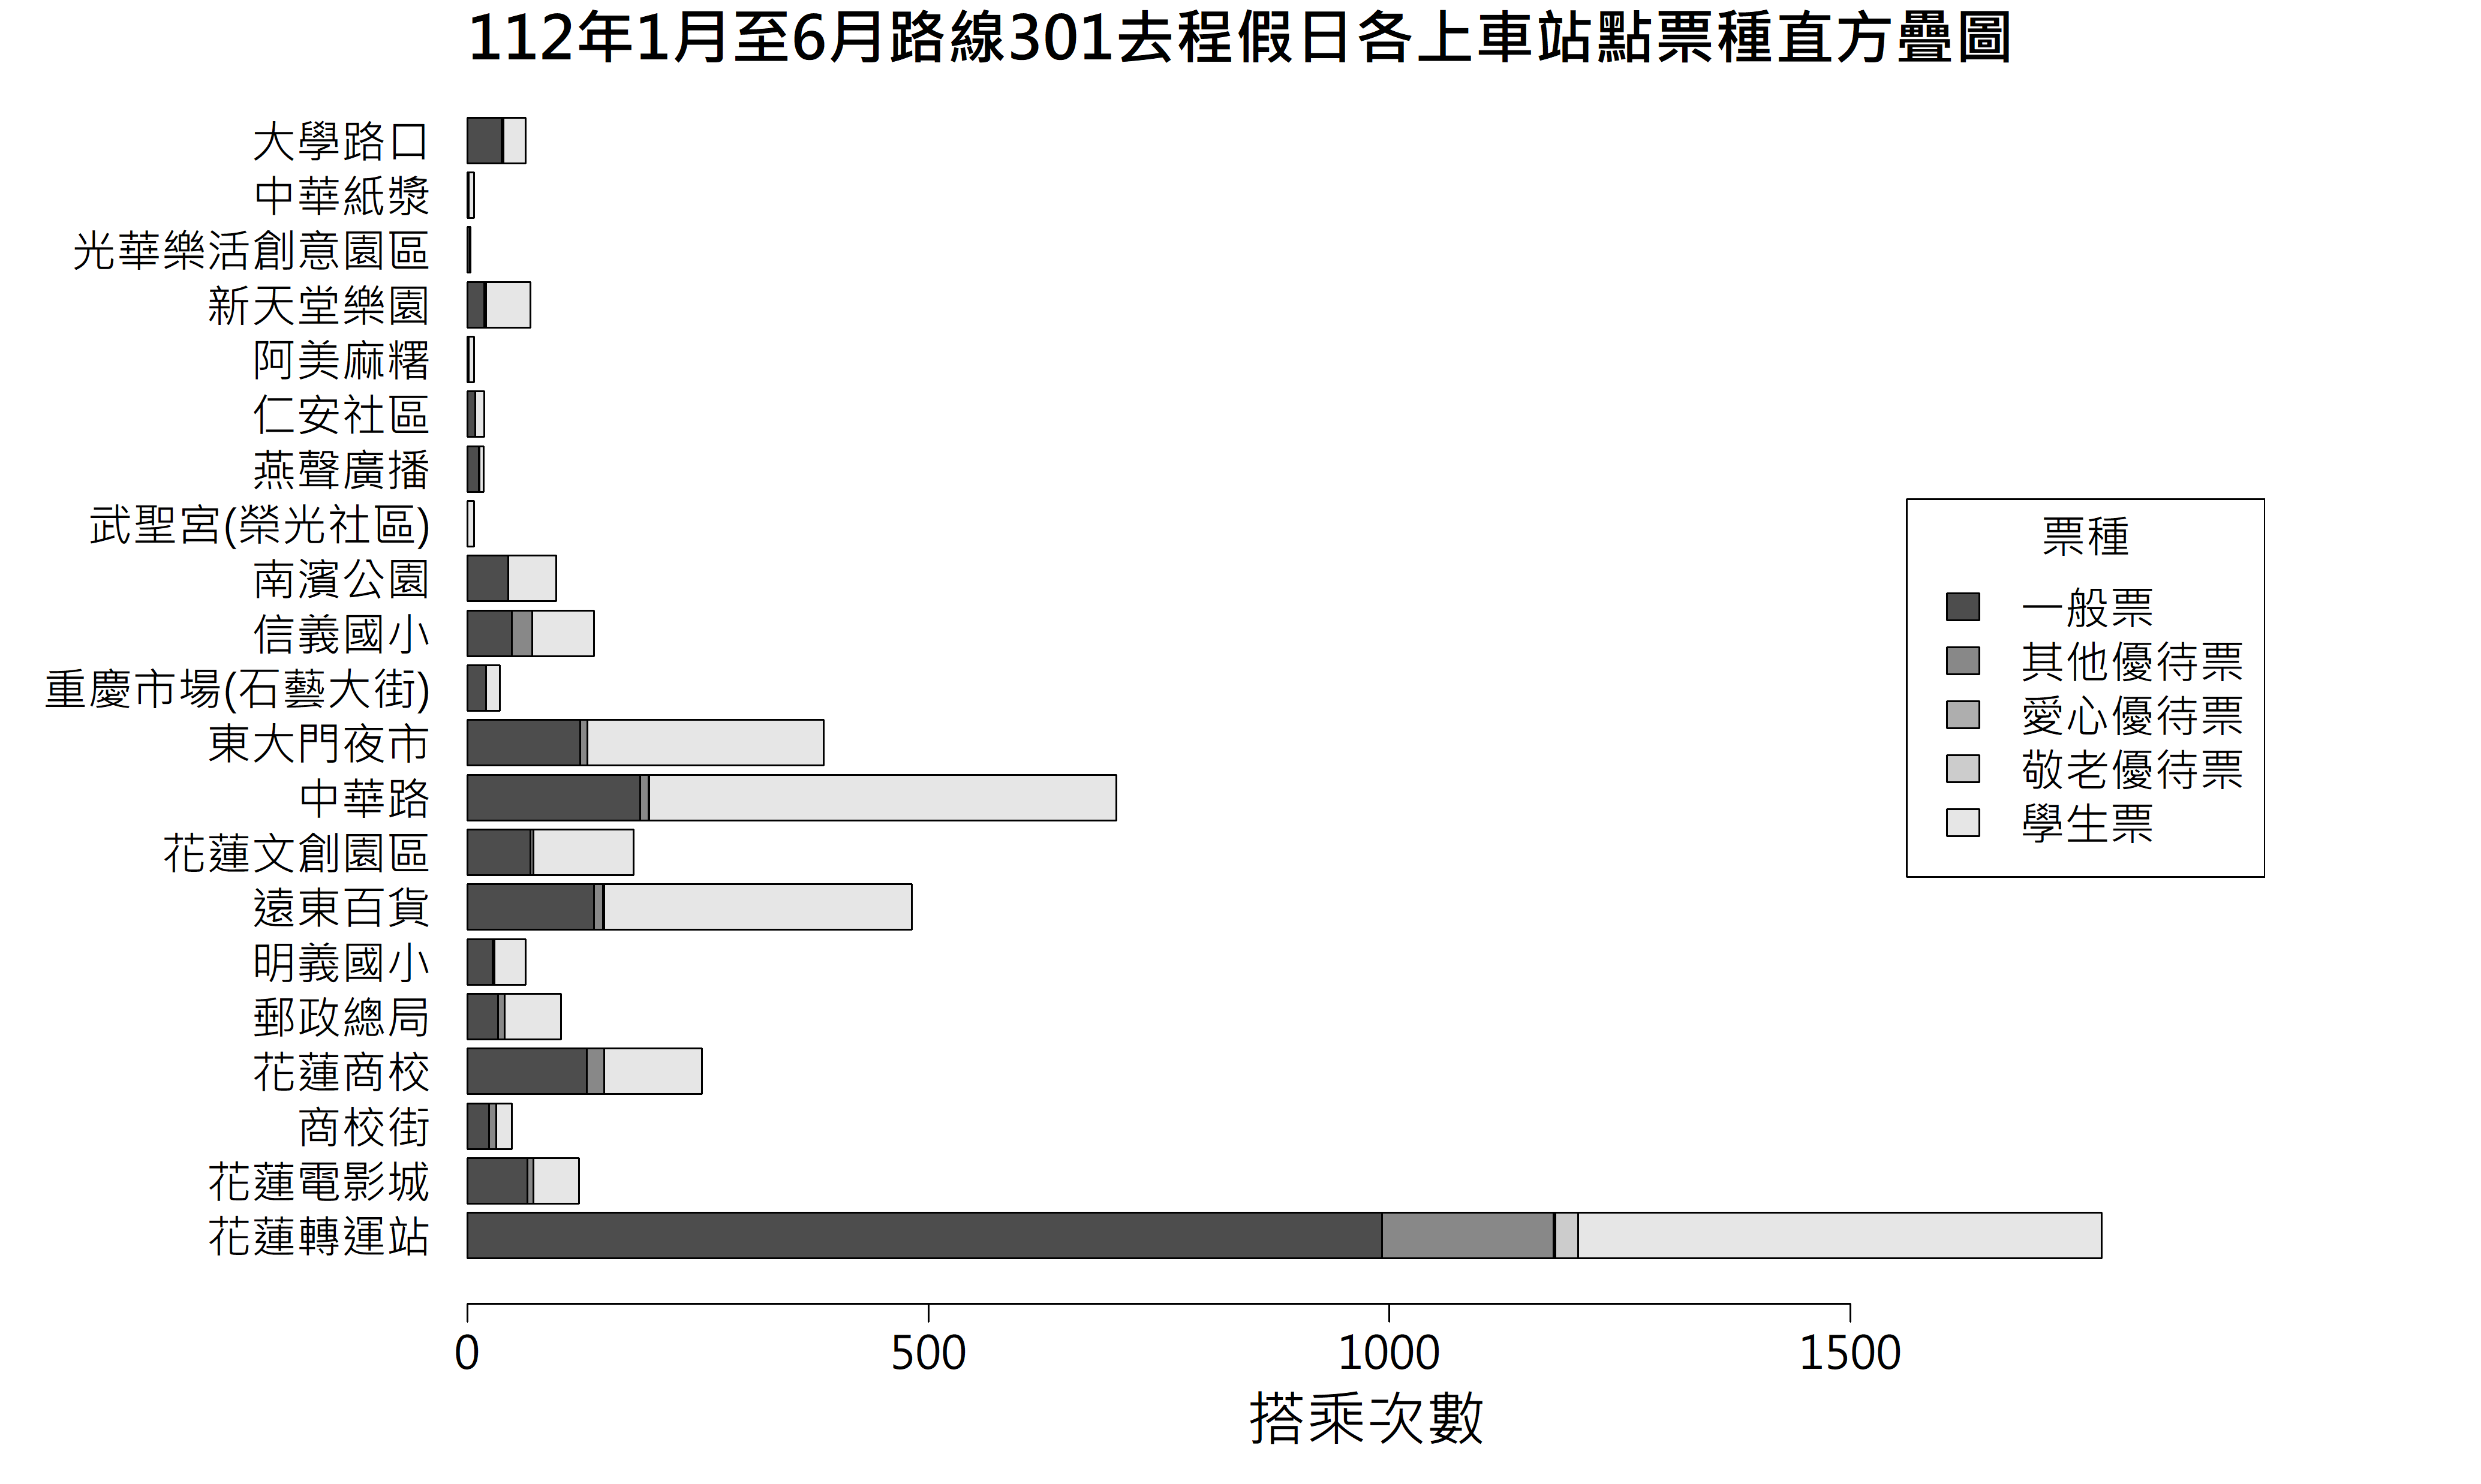 112年1月至6月路線301去程假日各上車站點票種直方疊圖
大學路口
中華紙漿
光華樂活創意園區
新天堂樂園
阿美麻糬
仁安社區
燕聲廣播
武聖宮(榮光社區)
南濱公園
信義國小
重慶市場(石藝大街)
東大門夜市
中華路
花蓮文創園區
遠東百貨
明義國小
郵政總局
花蓮商校
商校街
花蓮電影城
花蓮轉運站
票種
一般票
其他優待票
愛心優待票
敬老優待票
學生票
0 500 1000 1500
搭乘次數